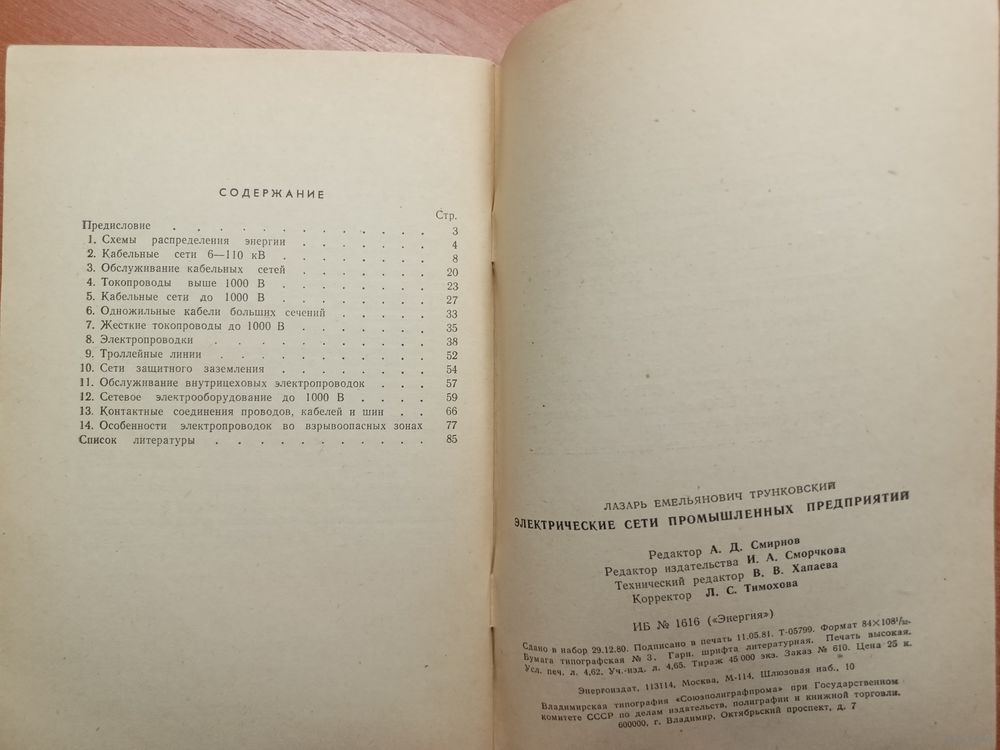 СОДЕРЖАНИЕ
Стр.
Предисловие . . . . . . . . . . . . 3
1. Схемы распределения энергии . . . . . . . 4
2. Кабельные сети 6—110 кВ . . . . . . . . 8
3. Обслуживание кабельных сетей . . . . . . . 20
4. Токопроводы выше 1000 В . . . . . . . . 23
5. Кабельные сети до 1000 В . . . . . . . . 27
6. Одножильные кабели больших сечений . . . . . 33
7. Жесткие токопроводы до 1000 В . . . . . . . 35
8. Электропроводки . . . . . . . . . . . 38
9. Троллейные линии . . . . . . . . . . . 52
10. Сети защитного заземления . . . . . . . . 54
11. Обслуживание внутрицеховых электропроводок . . . 57
12. Сетевое электрооборудование до 1000 В . . . . 59
13. Контактные соединения проводов, кабелей и шин . . 66
14. Особенности электропроводок во взрывоопасных зонах 77
Список литературы . . . . . . . . . . 85
ЛАЗАРЬ ЕМЕЛЬЯНОВИЧ ТРУНКОВСКИЙ
ЭЛЕКТРИЧЕСКИЕ СЕТИ ПРОМЫШЛЕННЫХ ПРЕДПРИЯТИЙ
Редактор А. Д. Смирнов
Редактор издательства И. А. Сморчкова
Технический редактор В. В. Хапаева
Корректор Л. С. Тимохова
ИБ № 1616 («Энергия»)
Сдано в набор 29.12.80. Подписано в печать 11.05.81. Т-05799. Формат 84×108¹/₃₂.
Бумага типографская № 3. Гарн. шрифта литературная. Печать высокая.
Усл. печ. л. 4,62. Уч.-изд. л. 4,65. Тираж 45 000 экз. Заказ № 610. Цена 25 к.
Энергоиздат, 113114, Москва, М-114, Шлюзовая наб., 10
Владимирская типография «Союзполиграфпрома» при Государственном
комитете СССР по делам издательств, полиграфии и книжной торговли.
600000, г. Владимир, Октябрьский проспект, д. 7